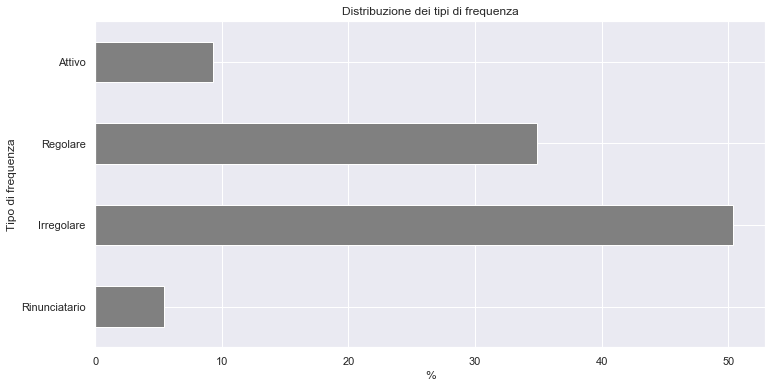 Distribuzione dei tipi di frequenza
Tipo di frequenza
Attivo
Regolare
Irregolare
Rinunciatario
0 10 20 30 40 50
%